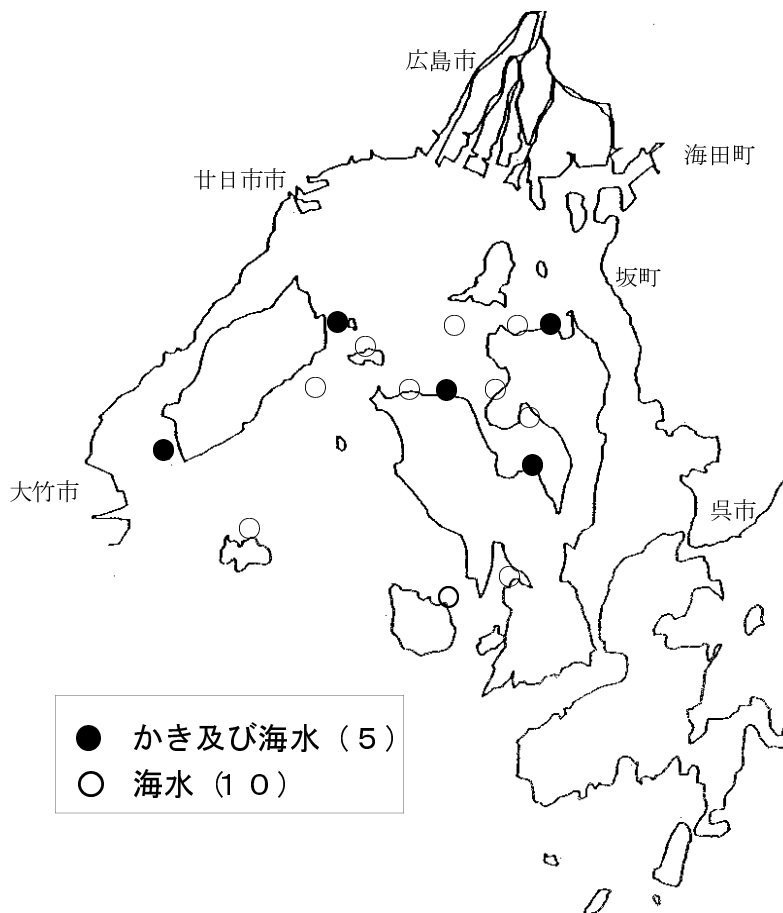 広島市
海田町
廿日市市
坂町
大竹市
呉市
● かき及び海水（５）
○ 海水（１０）